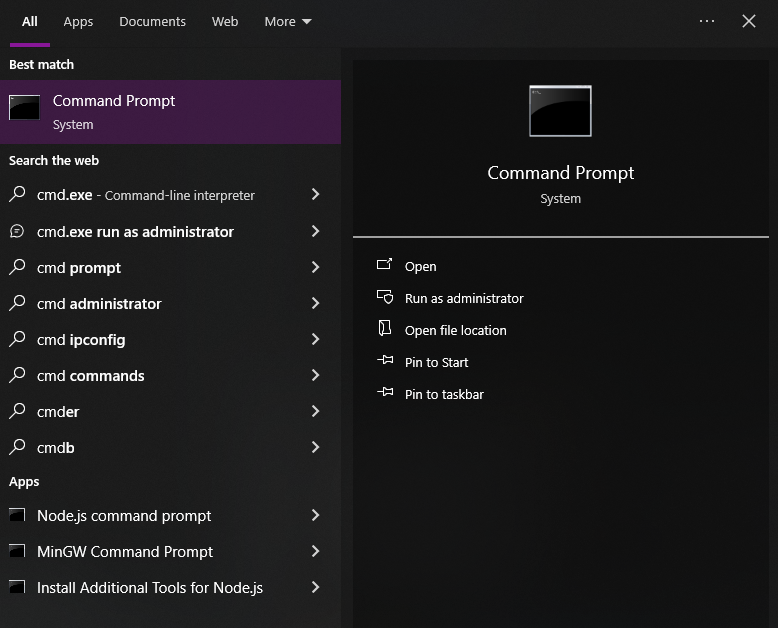 All Apps Documents Web More
Best match
Command Prompt
System
Search the web
cmd.exe - Command-line interpreter
cmd.exe run as administrator
cmd prompt
cmd administrator
cmd ipconfig
cmd commands
cmder
cmdb
Apps
Node.js command prompt
MinGW Command Prompt
Install Additional Tools for Node.js
Command Prompt
System
Open
Run as administrator
Open file location
Pin to Start
Pin to taskbar